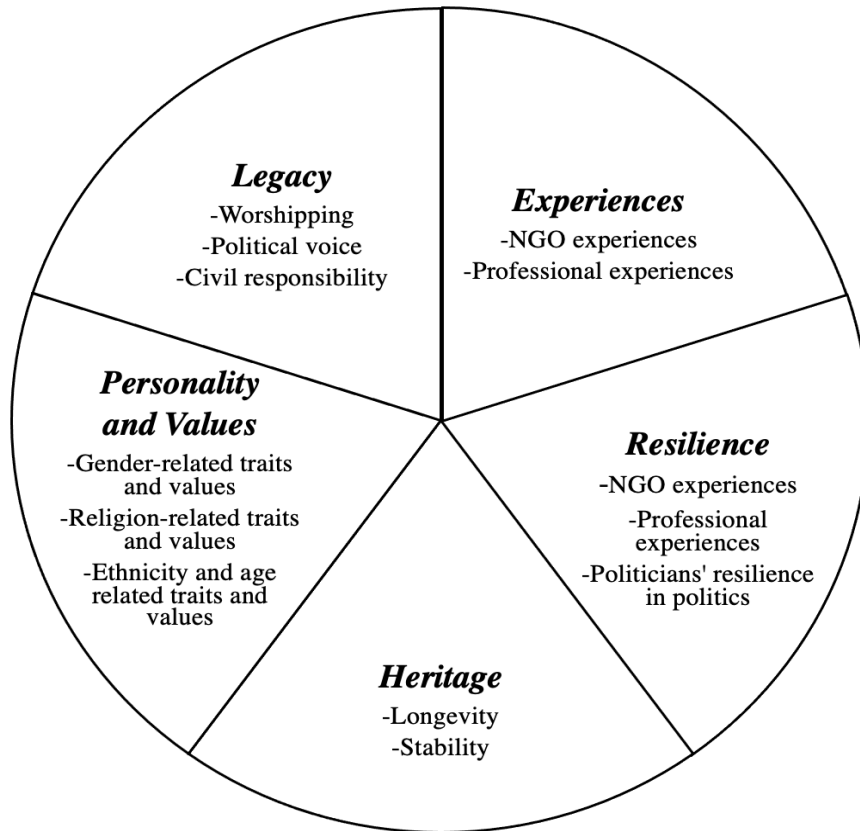 Legacy
-Worshipping
-Political voice
-Civil responsibility
Experiences
-NGO experiences
-Professional experiences
Personality
and Values
-Gender-related traits
and values
-Religion-related traits
and values
-Ethnicity and age
related traits and
values
Resilience
-NGO experiences
-Professional
experiences
-Politicians' resilience
in politics
Heritage
-Longevity
-Stability